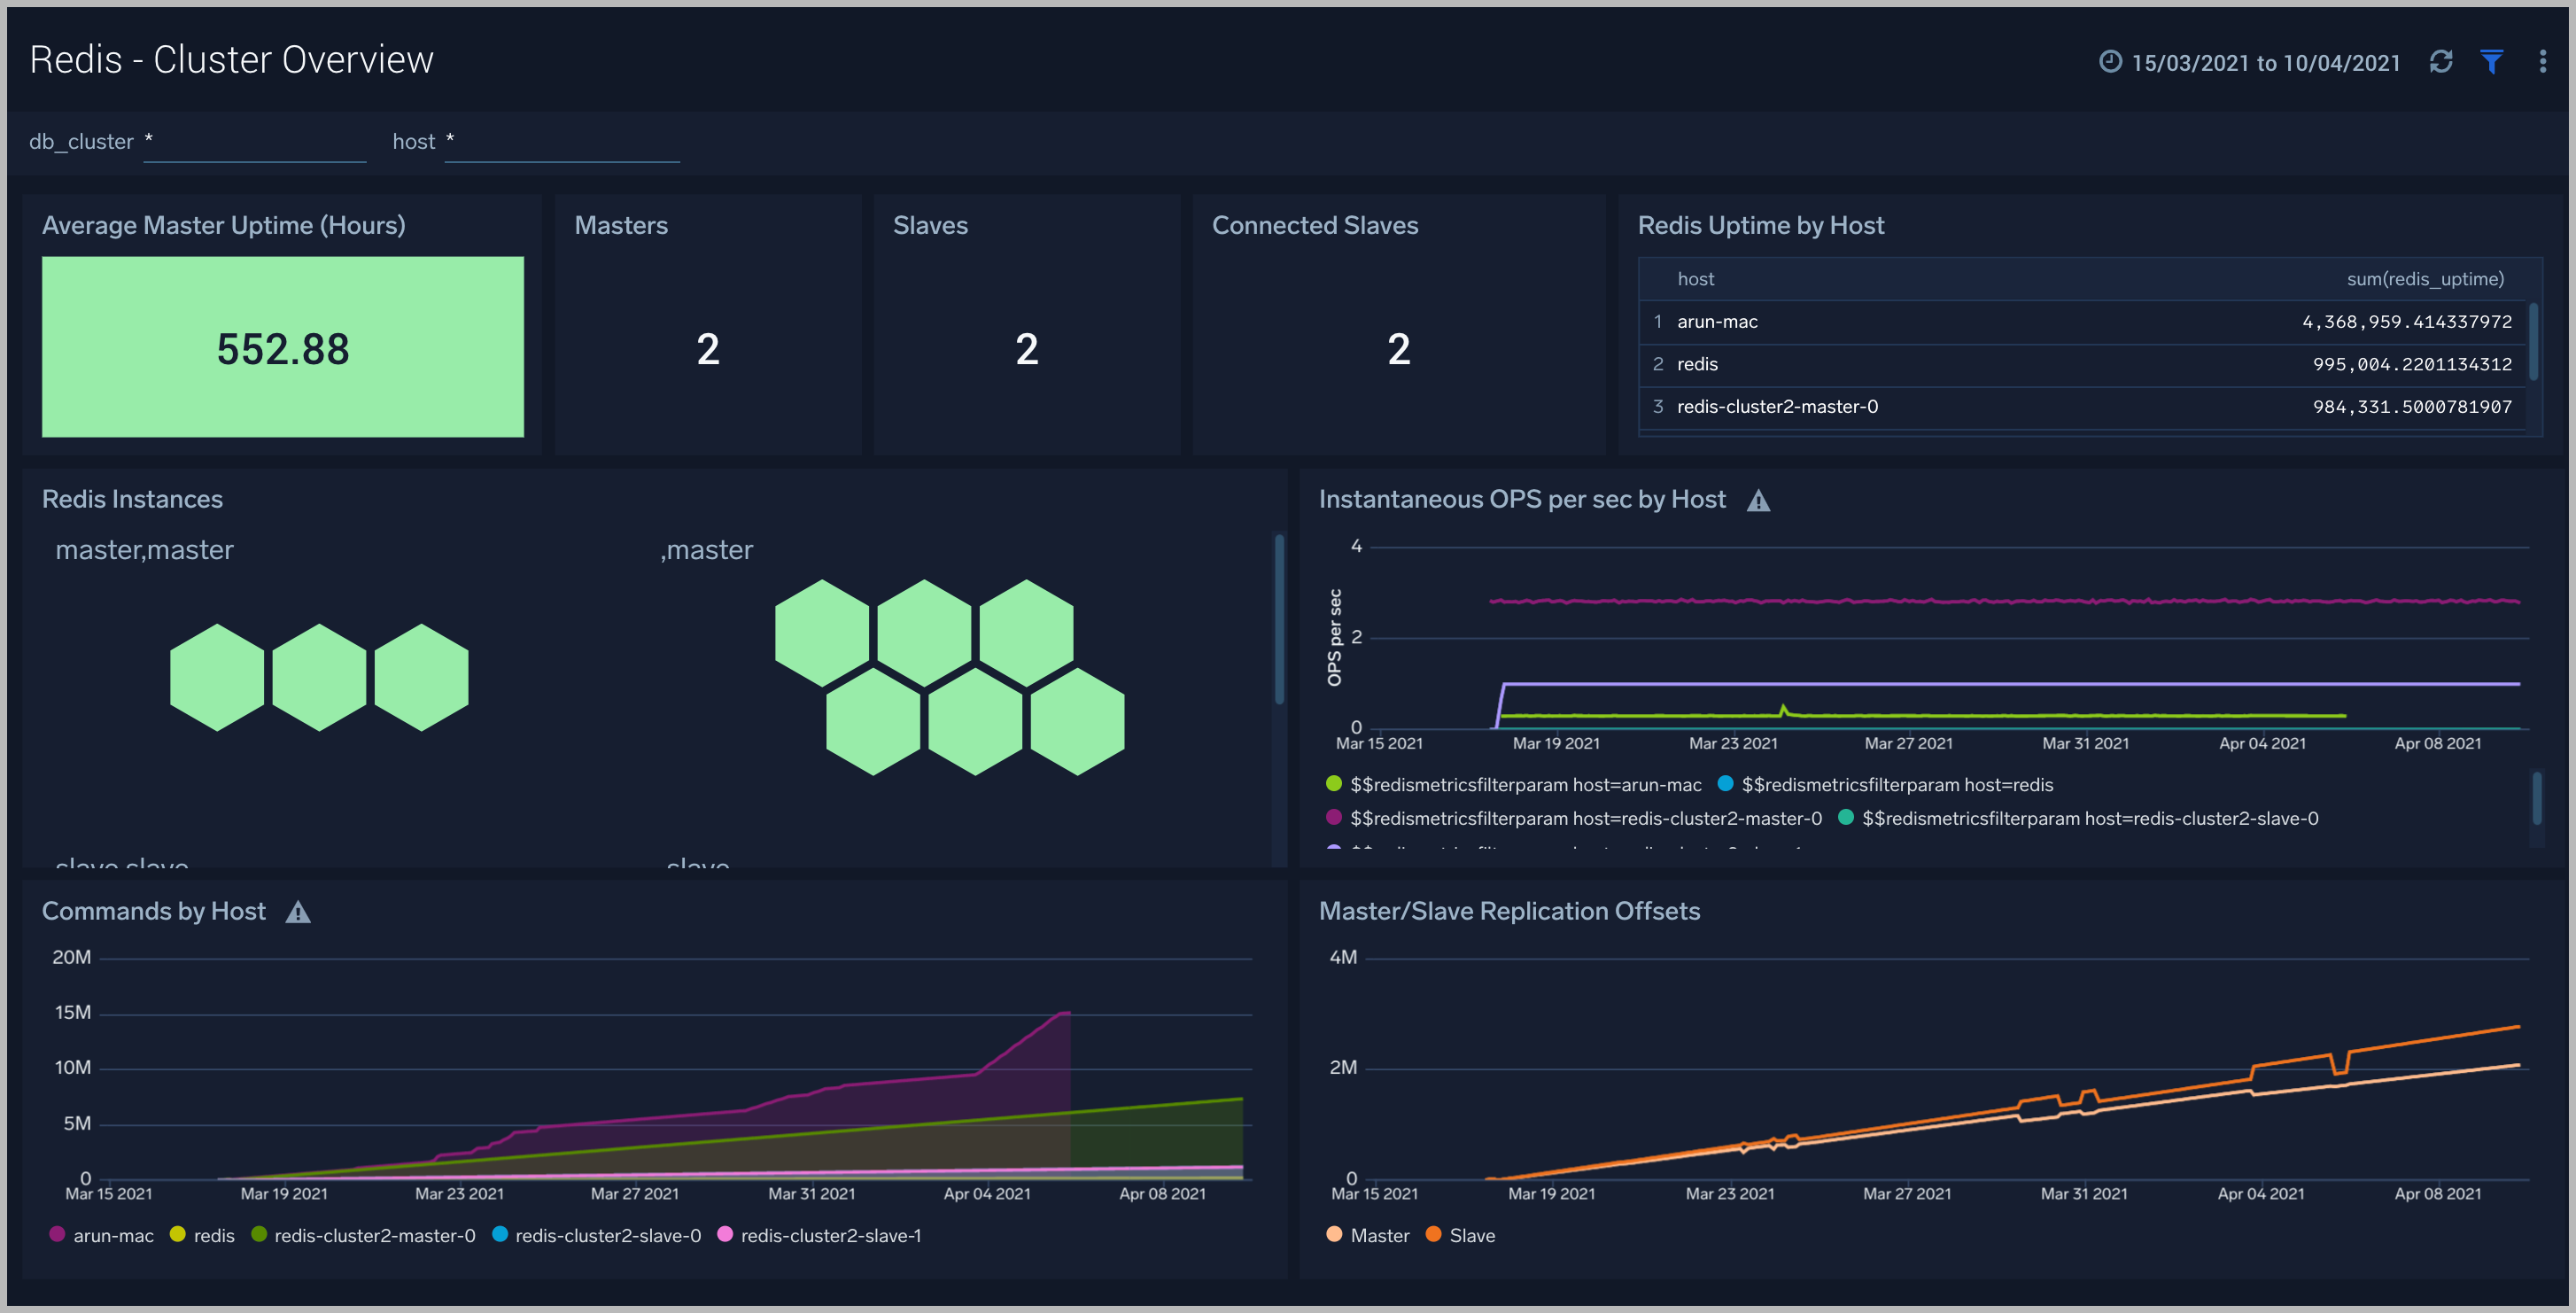 Redis - Cluster Overview
15/03/2021 to 10/04/2021
db_cluster *
host *
Average Master Uptime (Hours)
552.88
Masters
2
Slaves
2
Connected Slaves
2
Redis Uptime by Host
host sum(redis_uptime)
1 arun-mac 4,368,959.414337972
2 redis 995,004.2201134312
3 redis-cluster2-master-0 984,331.5000781907
Redis Instances
master,master
,master
slave,slave
,slave
Instantaneous OPS per sec by Host
OPS per sec
4
2
0
Mar 15 2021 Mar 19 2021 Mar 23 2021 Mar 27 2021 Mar 31 2021 Apr 04 2021 Apr 08 2021
$$redismetricsfilterparam host=arun-mac $$redismetricsfilterparam host=redis
$$redismetricsfilterparam host=redis-cluster2-master-0 $$redismetricsfilterparam host=redis-cluster2-slave-0
Commands by Host
20M
15M
10M
5M
0
Mar 15 2021 Mar 19 2021 Mar 23 2021 Mar 27 2021 Mar 31 2021 Apr 04 2021 Apr 08 2021
arun-mac redis redis-cluster2-master-0 redis-cluster2-slave-0 redis-cluster2-slave-1
Master/Slave Replication Offsets
4M
2M
0
Mar 15 2021 Mar 19 2021 Mar 23 2021 Mar 27 2021 Mar 31 2021 Apr 04 2021 Apr 08 2021
Master Slave